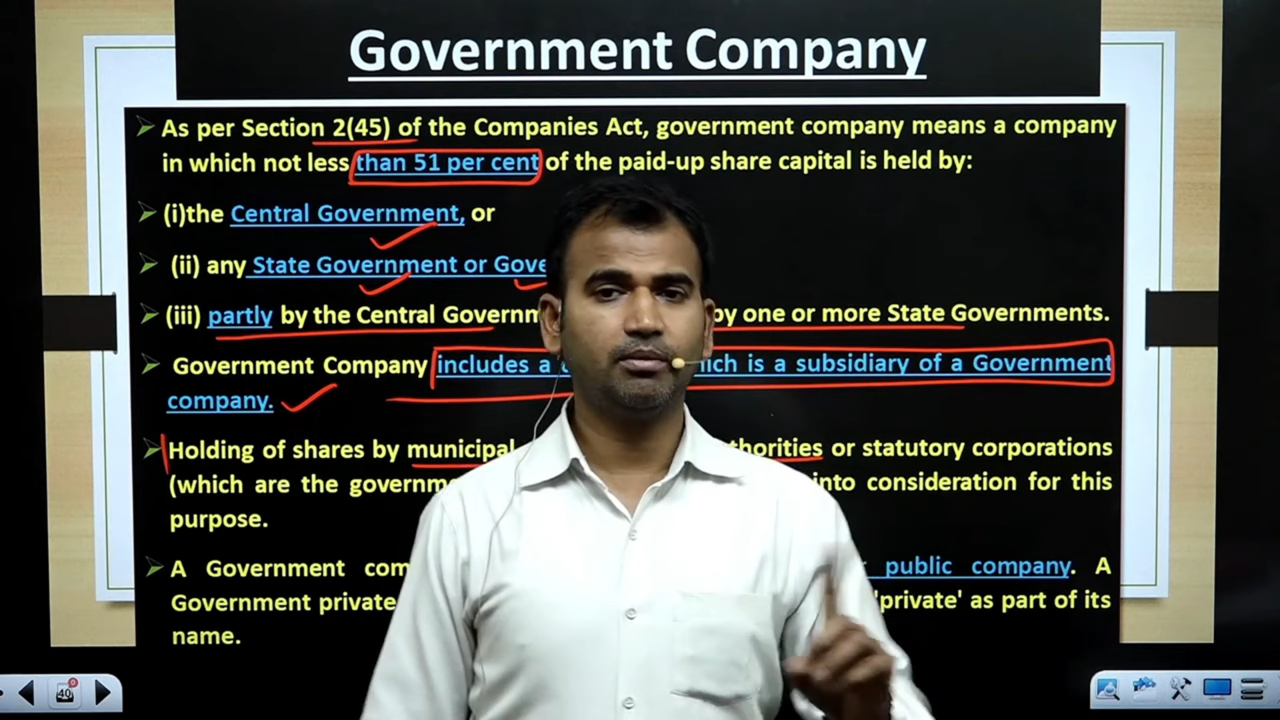 Government Company
As per Section 2(45) of the Companies Act, government company means a company
in which not less than 51 per cent of the paid-up share capital is held by:
(i)the Central Government, or
(ii) any State Government or
(iii) partly by the Central by one or more State Governments.
Government Company includes a is a subsidiary of a Government
company.
Holding of shares by municipal or statutory corporations
(which are the into consideration for this
purpose.
A Government public company. A
Government private 'private' as part of its
name.
40